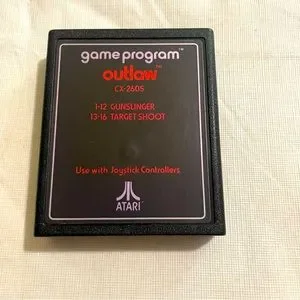 game program™
outlaw™
CX-2605
1-12 GUNSLINGER
13-16 TARGET SHOOT
Use with Joystick Controllers
ATARI®